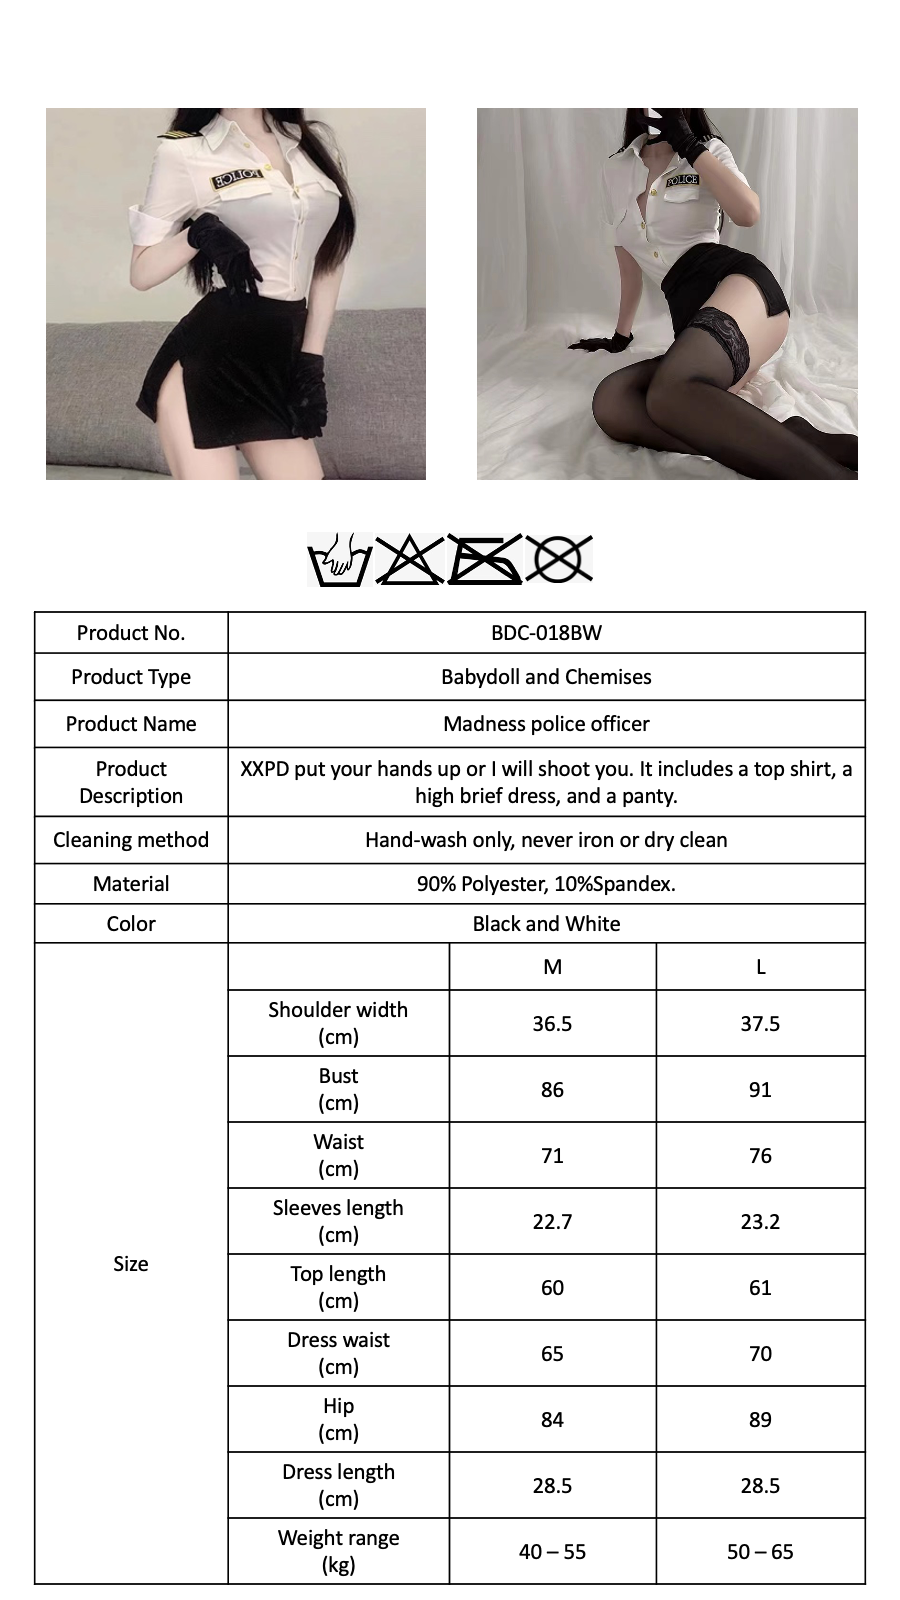 POLICE
POLICE
Product No. BDC-018BW
Product Type Babydoll and Chemises
Product Name Madness police officer
Product
Description
XXPD put your hands up or I will shoot you. It includes a top shirt, a
high brief dress, and a panty.
Cleaning method Hand-wash only, never iron or dry clean
Material 90% Polyester, 10%Spandex.
Color Black and White
Size
M L
Shoulder width
(cm)
36.5 37.5
Bust
(cm)
86 91
Waist
(cm)
71 76
Sleeves length
(cm)
22.7 23.2
Top length
(cm)
60 61
Dress waist
(cm)
65 70
Hip
(cm)
84 89
Dress length
(cm)
28.5 28.5
Weight range
(kg)
40 – 55 50 – 65